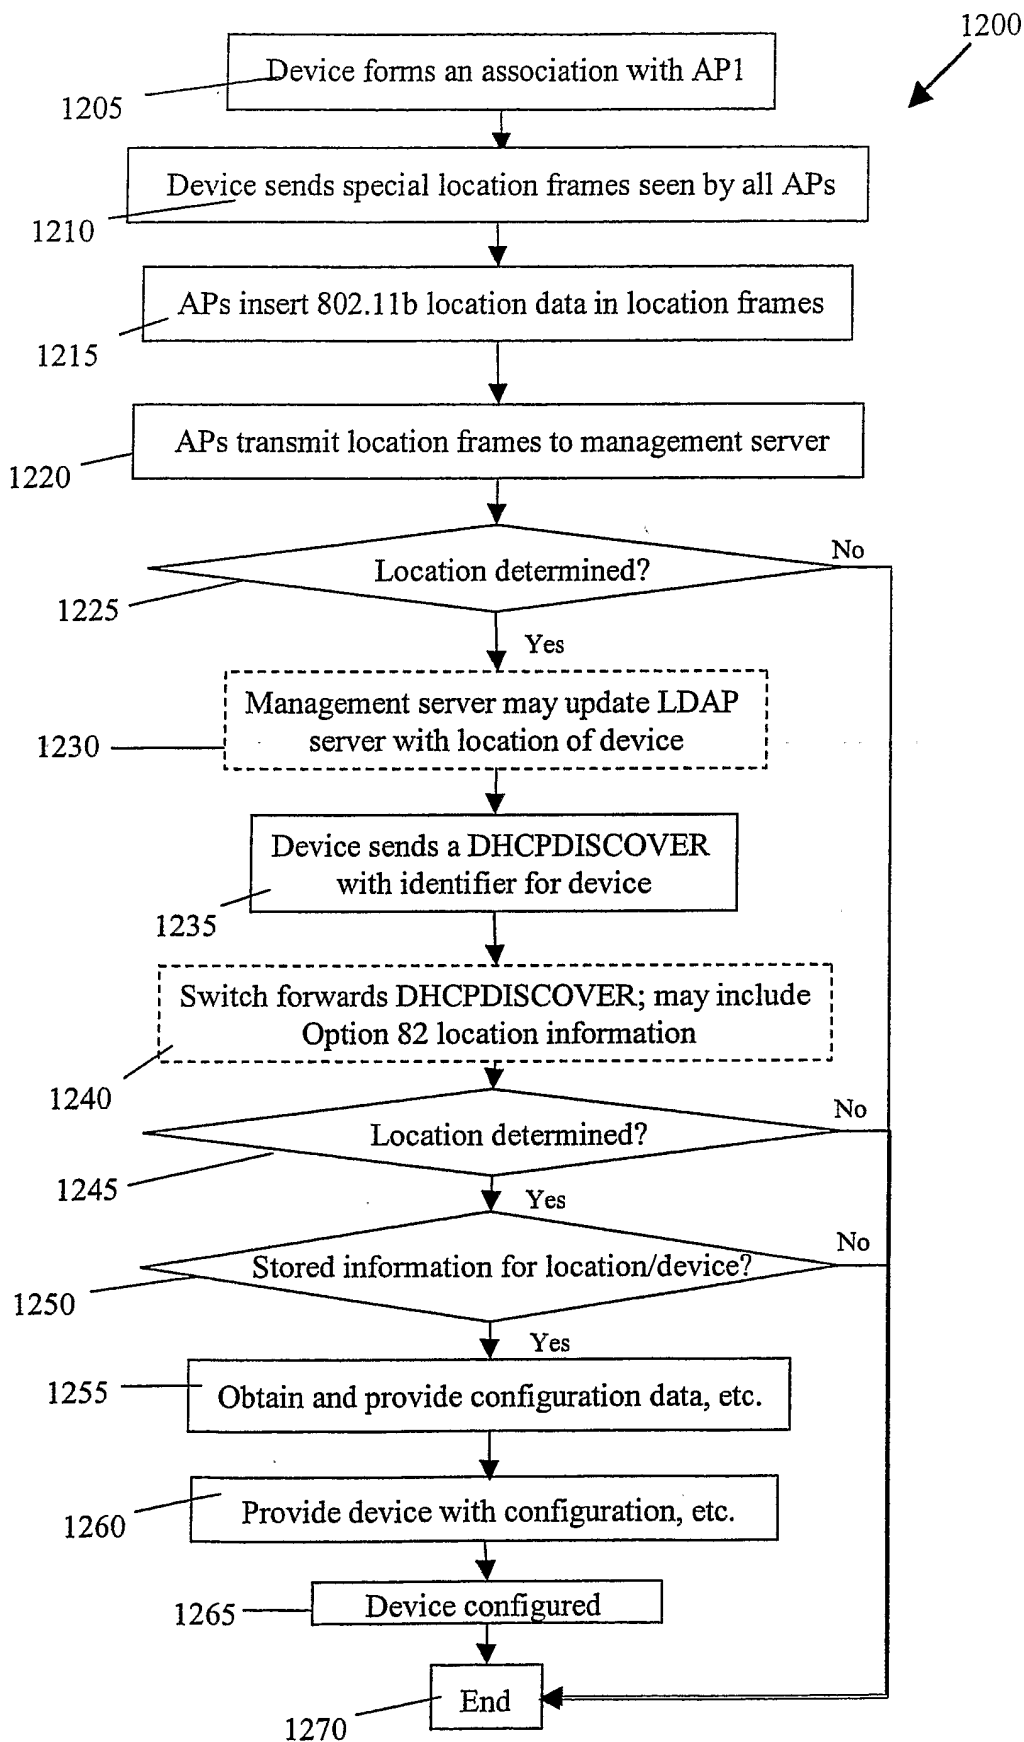 1200
Device forms an association with AP1
1205
Device sends special location frames seen by all APs
1210
APs insert 802.11b location data in location frames
1215
APs transmit location frames to management server
1220
Location determined?
No
1225
Yes
Management server may update LDAP
server with location of device
1230
Device sends a DHCPDISCOVER
with identifier for device
1235
Switch forwards DHCPDISCOVER; may include
Option 82 location information
1240
Location determined?
No
1245
Yes
Stored information for location/device?
No
1250
Yes
Obtain and provide configuration data, etc.
1255
Provide device with configuration, etc.
1260
Device configured
1265
End
1270